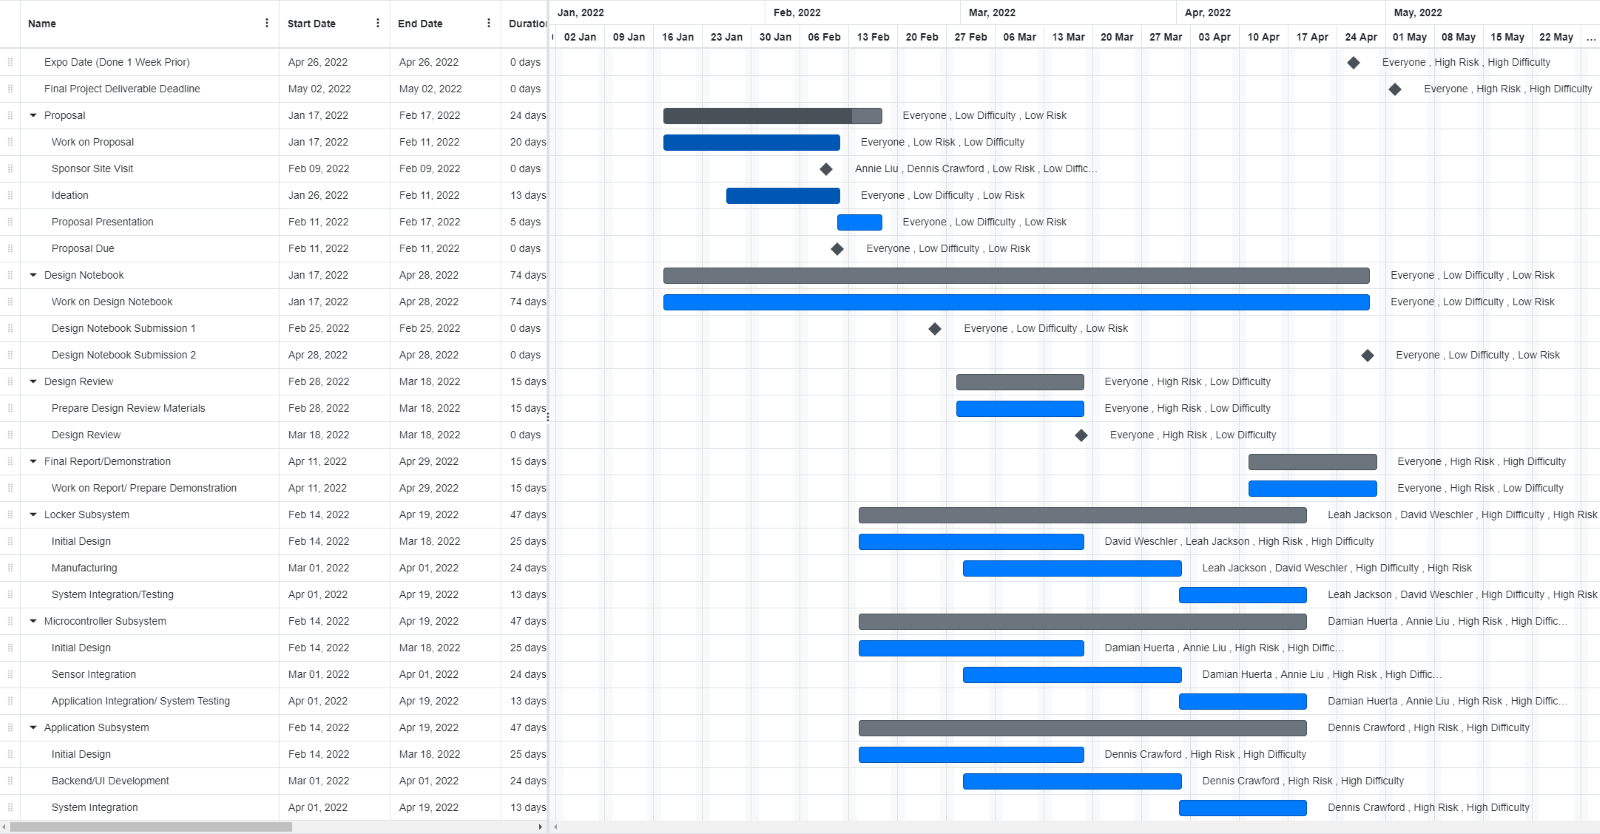 Name Start Date End Date Duration Jan, 2022 Feb, 2022 Mar, 2022 Apr, 2022 May, 2022
02 Jan 09 Jan 16 Jan 23 Jan 30 Jan 06 Feb 13 Feb 20 Feb 27 Feb 06 Mar 13 Mar 20 Mar 27 Mar 03 Apr 10 Apr 17 Apr 24 Apr 01 May 08 May 15 May 22 May ...
Expo Date (Done 1 Week Prior) Apr 26, 2022 Apr 26, 2022 0 days Everyone , High Risk , High Difficulty
Final Project Deliverable Deadline May 02, 2022 May 02, 2022 0 days Everyone , High Risk , High Difficulty
Proposal Jan 17, 2022 Feb 17, 2022 24 days Everyone , Low Difficulty , Low Risk
Work on Proposal Jan 17, 2022 Feb 11, 2022 20 days Everyone , Low Risk , Low Difficulty
Sponsor Site Visit Feb 09, 2022 Feb 09, 2022 0 days Annie Liu , Dennis Crawford , Low Risk , Low Diffic...
Ideation Jan 26, 2022 Feb 11, 2022 13 days Everyone , Low Difficulty , Low Risk
Proposal Presentation Feb 11, 2022 Feb 17, 2022 5 days Everyone , Low Difficulty , Low Risk
Proposal Due Feb 11, 2022 Feb 11, 2022 0 days Everyone , Low Difficulty , Low Risk
Design Notebook Jan 17, 2022 Apr 28, 2022 74 days Everyone , Low Difficulty , Low Risk
Work on Design Notebook Jan 17, 2022 Apr 28, 2022 74 days Everyone , Low Difficulty , Low Risk
Design Notebook Submission 1 Feb 25, 2022 Feb 25, 2022 0 days Everyone , Low Difficulty , Low Risk
Design Notebook Submission 2 Apr 28, 2022 Apr 28, 2022 0 days Everyone , Low Difficulty , Low Risk
Design Review Feb 28, 2022 Mar 18, 2022 15 days Everyone , High Risk , Low Difficulty
Prepare Design Review Materials Feb 28, 2022 Mar 18, 2022 15 days Everyone , High Risk , Low Difficulty
Design Review Mar 18, 2022 Mar 18, 2022 0 days Everyone , High Risk , Low Difficulty
Final Report/Demonstration Apr 11, 2022 Apr 29, 2022 15 days Everyone , High Risk , High Difficulty
Work on Report/ Prepare Demonstration Apr 11, 2022 Apr 29, 2022 15 days Everyone , High Risk , Low Difficulty
Locker Subsystem Feb 14, 2022 Apr 19, 2022 47 days Leah Jackson , David Weschler , High Difficulty , High Risk
Initial Design Feb 14, 2022 Mar 18, 2022 25 days David Weschler , Leah Jackson , High Risk , High Difficulty
Manufacturing Mar 01, 2022 Apr 01, 2022 24 days Leah Jackson , David Weschler , High Difficulty , High Risk
System Integration/Testing Apr 01, 2022 Apr 19, 2022 13 days Leah Jackson , David Weschler , High Difficulty , High Risk
Microcontroller Subsystem Feb 14, 2022 Apr 19, 2022 47 days Damian Huerta , Annie Liu , High Risk , High Diffic...
Initial Design Feb 14, 2022 Mar 18, 2022 25 days Damian Huerta , Annie Liu , High Risk , High Diffic...
Sensor Integration Mar 01, 2022 Apr 01, 2022 24 days Damian Huerta , Annie Liu , High Risk , High Diffic...
Application Integration/ System Testing Apr 01, 2022 Apr 19, 2022 13 days Damian Huerta , Annie Liu , High Risk , High Diffic...
Application Subsystem Feb 14, 2022 Apr 19, 2022 47 days Dennis Crawford , High Risk , High Difficulty
Initial Design Feb 14, 2022 Mar 18, 2022 25 days Dennis Crawford , High Risk , High Difficulty
Backend/UI Development Mar 01, 2022 Apr 01, 2022 24 days Dennis Crawford , High Risk , High Difficulty
System Integration Apr 01, 2022 Apr 19, 2022 13 days Dennis Crawford , High Risk , High Difficulty